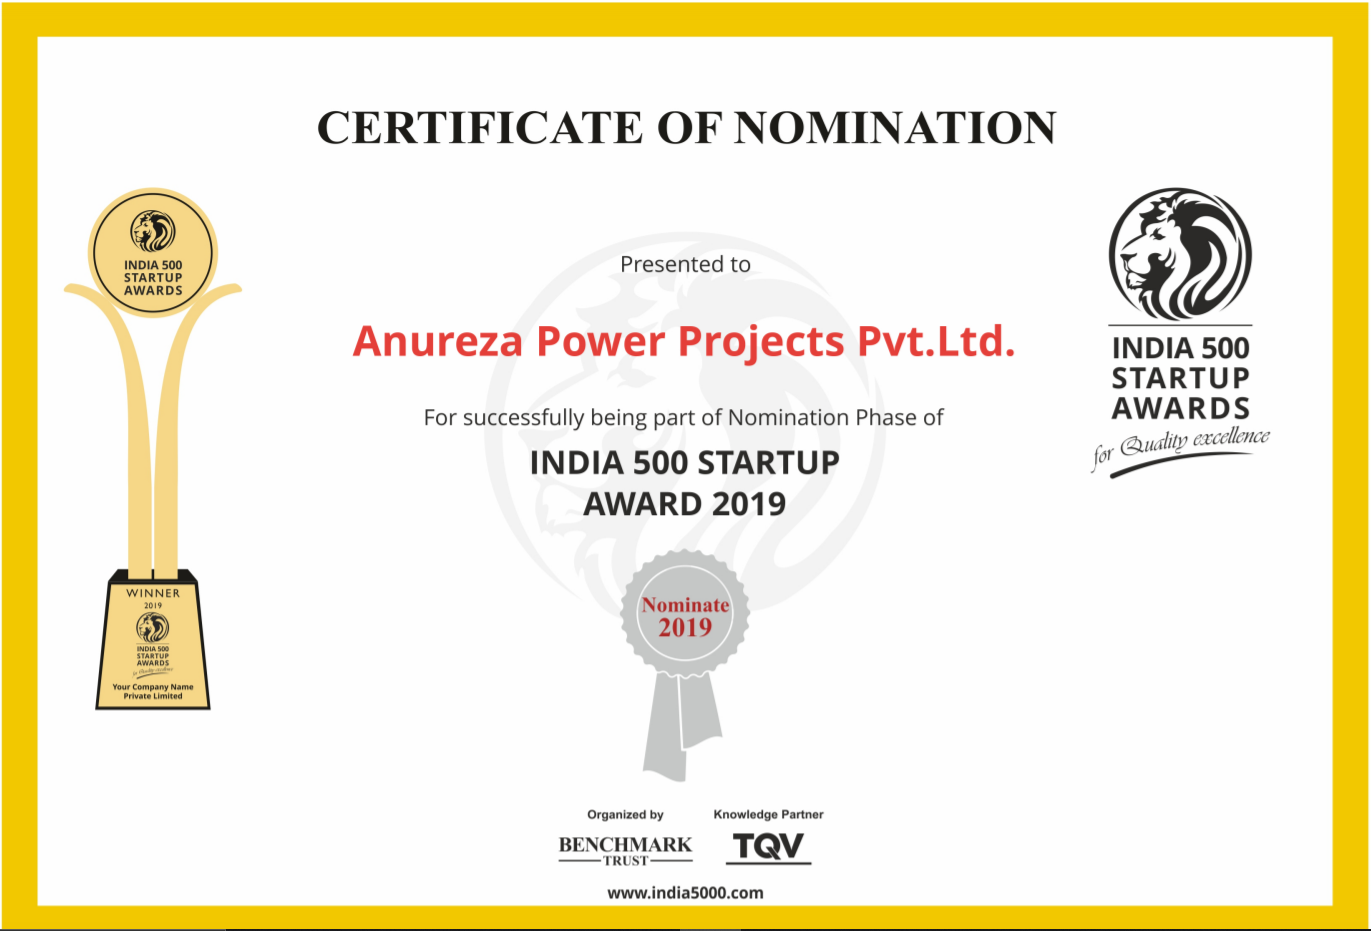 CERTIFICATE OF NOMINATION
INDIA 500
STARTUP
AWARDS
WINNER
2019
INDIA 500
STARTUP
AWARDS
for Quality excellence
Your Company Name
Private Limited
Presented to
Anureza Power Projects Pvt.Ltd.
For successfully being part of Nomination Phase of
INDIA 500 STARTUP
AWARD 2019
Nominate
2019
INDIA 500
STARTUP
AWARDS
for Quality excellence
Organized by
BENCHMARK
TRUST
Knowledge Partner
TQV
www.india5000.com